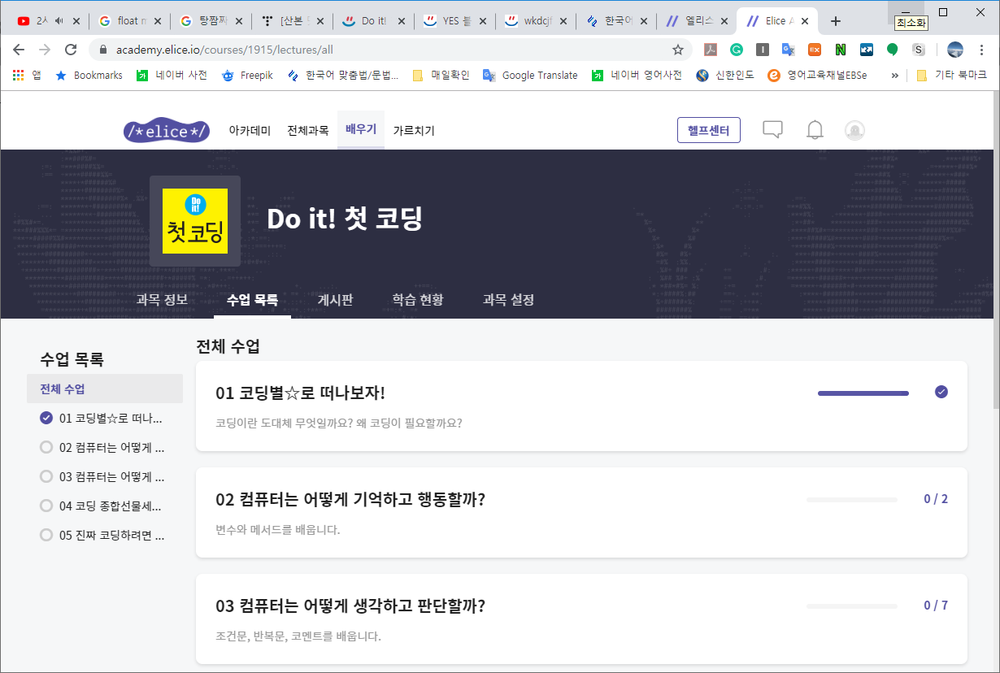 2시
float m
탕짬찌
[산본 돈
Do it!
YES 블
wkdcjf
한국어
엘리스
Elice A
최소화
academy.elice.io/courses/1915/lectures/all
앱
Bookmarks
네이버 사전
Freepik
한국어 맞춤법/문법...
매일확인
Google Translate
네이버 영어사전
신한인도
영어교육채널EBSe
»
기타 북마크
/*elice*/
아카데미
전체과목
배우기
가르치기
헬프센터
Do it!
첫 코딩
Do it! 첫 코딩
과목 정보
수업 목록
게시판
학습 현황
과목 설정
수업 목록
전체 수업
01 코딩별☆로 떠나...
02 컴퓨터는 어떻게 ...
03 컴퓨터는 어떻게 ...
04 코딩 종합선물세...
05 진짜 코딩하려면 ...
전체 수업
01 코딩별☆로 떠나보자!
코딩이란 도대체 무엇일까요? 왜 코딩이 필요할까요?
02 컴퓨터는 어떻게 기억하고 행동할까?
0 / 2
변수와 메서드를 배웁니다.
03 컴퓨터는 어떻게 생각하고 판단할까?
0 / 7
조건문, 반복문, 코멘트를 배웁니다.